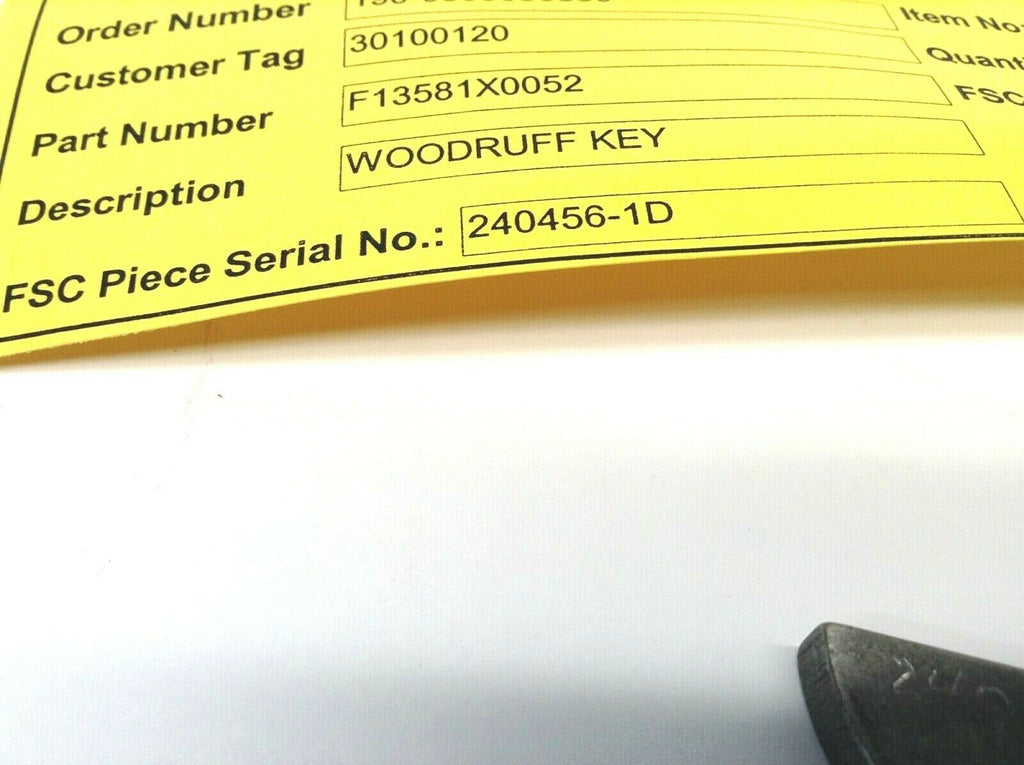 Order Number
Item No
Customer Tag 30100120
Part Number F13581X0052
FSC
Description WOODRUFF KEY
FSC Piece Serial No.: 240456-1D